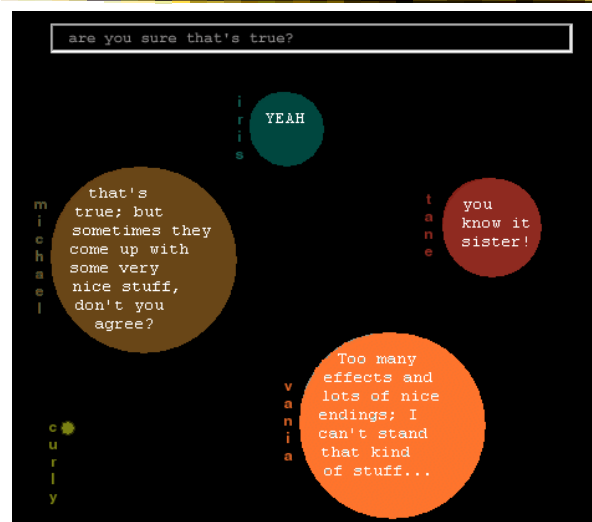 are you sure that's true?
iris
YEAH
michael
that's
true; but
sometimes they
come up with
some very
nice stuff,
don't you
agree?
tane
you
know it
sister!
vania
Too many
effects and
lots of nice
endings; I
can't stand
that kind
of stuff...
curly